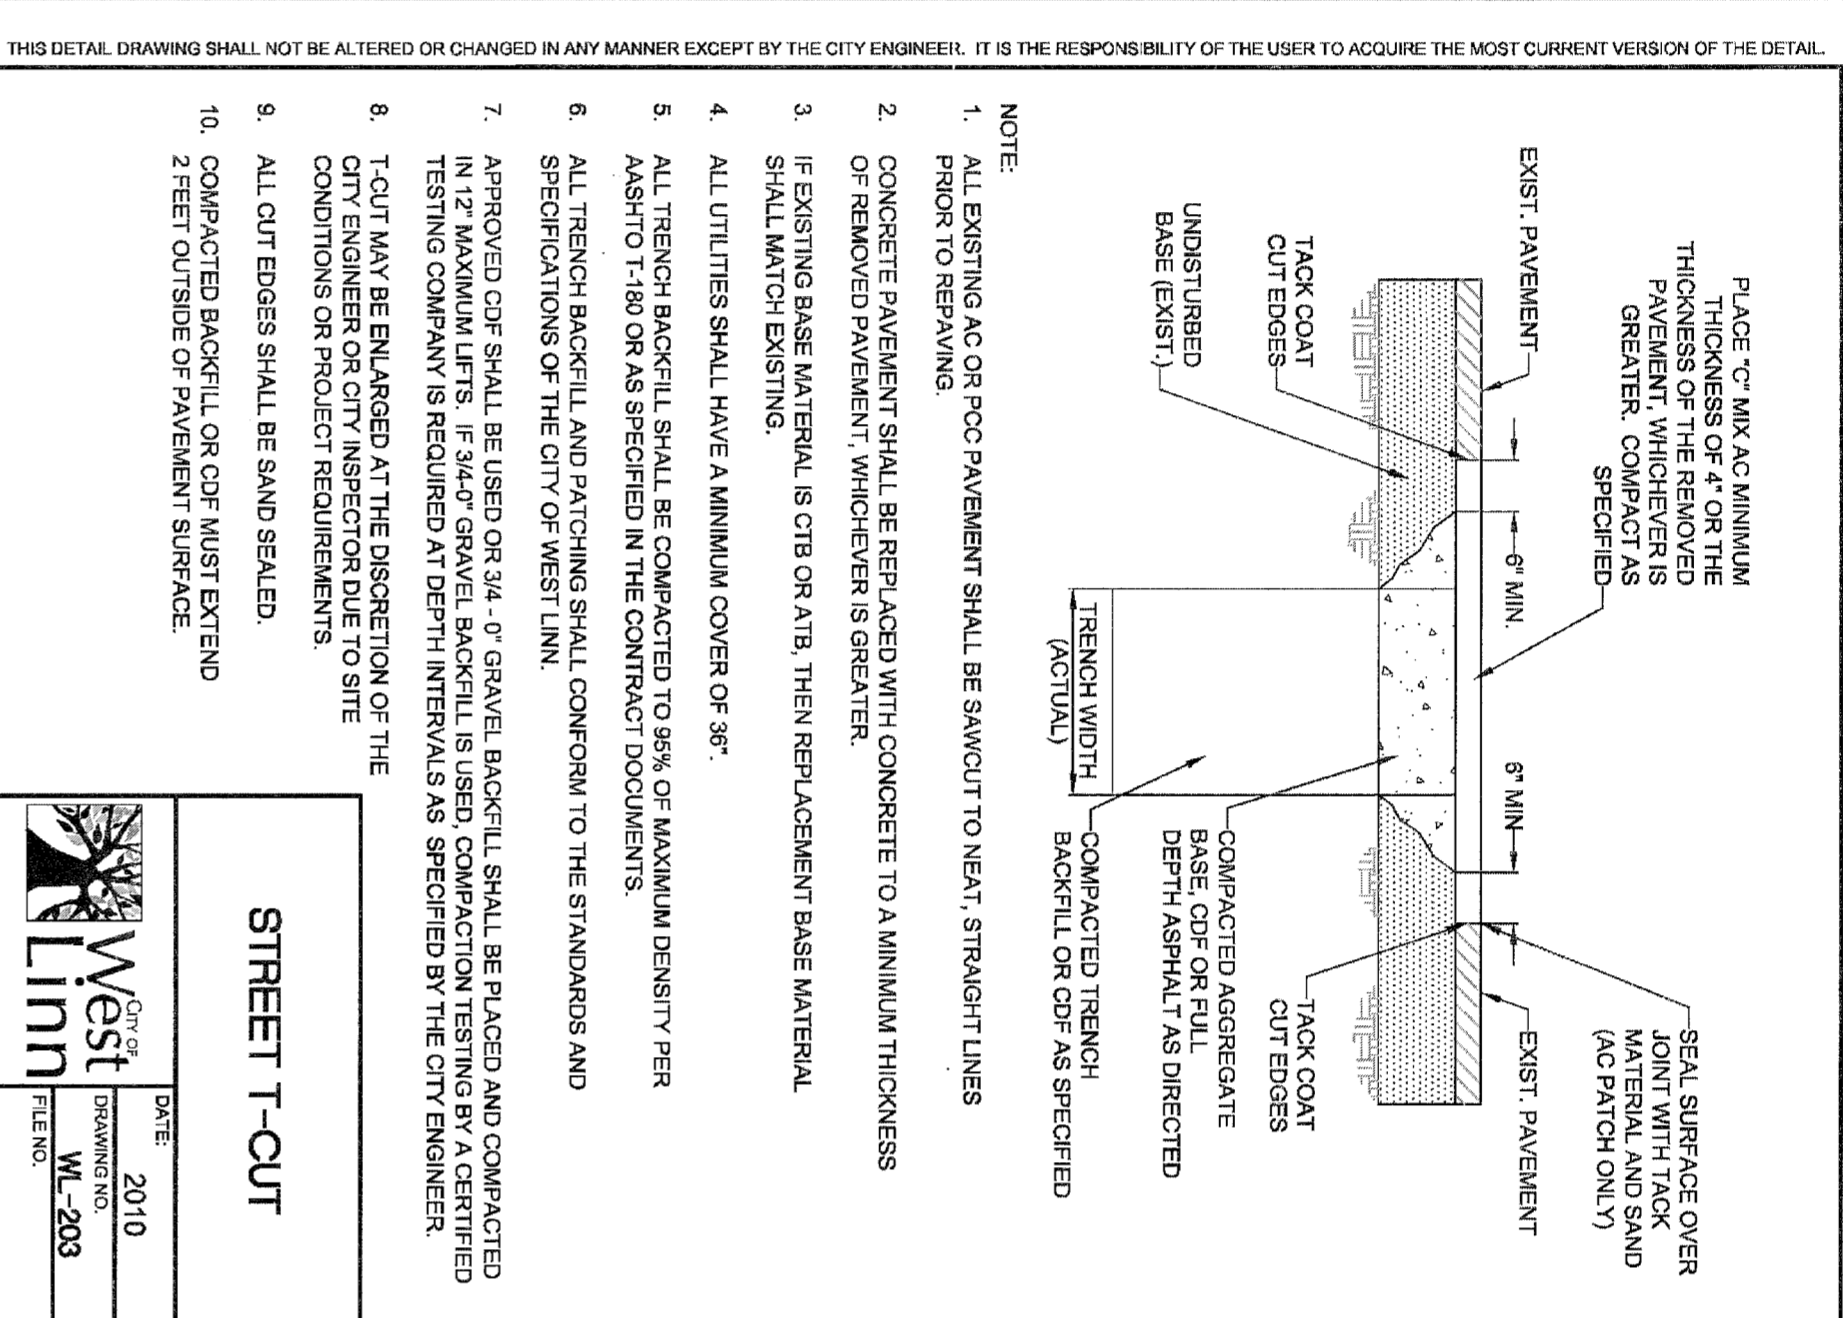 THIS DETAIL DRAWING SHALL NOT BE ALTERED OR CHANGED IN ANY MANNER EXCEPT BY THE CITY ENGINEER. IT IS THE RESPONSIBILITY OF THE USER TO ACQUIRE THE MOST CURRENT VERSION OF THE DETAIL.
PLACE "C" MIX AC MINIMUM
THICKNESS OF 4" OR THE
THICKNESS OF THE REMOVED
PAVEMENT, WHICHEVER IS
GREATER. COMPACT AS
SPECIFIED
SEAL SURFACE OVER
JOINT WITH TACK
MATERIAL AND SAND
(AC PATCH ONLY)
EXIST. PAVEMENT
6" MIN.
6" MIN
EXIST. PAVEMENT
TACK COAT
CUT EDGES
TACK COAT
CUT EDGES
UNDISTURBED
BASE (EXIST.)
COMPACTED AGGREGATE
BASE, CDF OR FULL
DEPTH ASPHALT AS DIRECTED
TRENCH WIDTH
(ACTUAL)
COMPACTED TRENCH
BACKFILL OR CDF AS SPECIFIED
NOTE:
1. ALL EXISTING AC OR PCC PAVEMENT SHALL BE SAWCUT TO NEAT, STRAIGHT LINES
PRIOR TO REPAVING.
2. CONCRETE PAVEMENT SHALL BE REPLACED WITH CONCRETE TO A MINIMUM THICKNESS
OF REMOVED PAVEMENT, WHICHEVER IS GREATER.
3. IF EXISTING BASE MATERIAL IS CTB OR ATB, THEN REPLACEMENT BASE MATERIAL
SHALL MATCH EXISTING.
4. ALL UTILITIES SHALL HAVE A MINIMUM COVER OF 36".
5. ALL TRENCH BACKFILL SHALL BE COMPACTED TO 95% OF MAXIMUM DENSITY PER
AASHTO T-180 OR AS SPECIFIED IN THE CONTRACT DOCUMENTS.
6. ALL TRENCH BACKFILL AND PATCHING SHALL CONFORM TO THE STANDARDS AND
SPECIFICATIONS OF THE CITY OF WEST LINN.
7. APPROVED CDF SHALL BE USED OR 3/4 - 0" GRAVEL BACKFILL SHALL BE PLACED AND COMPACTED
IN 12" MAXIMUM LIFTS. IF 3/4-0" GRAVEL BACKFILL IS USED, COMPACTION TESTING BY A CERTIFIED
TESTING COMPANY IS REQUIRED AT DEPTH INTERVALS AS SPECIFIED BY THE CITY ENGINEER.
8. T-CUT MAY BE ENLARGED AT THE DISCRETION OF THE
CITY ENGINEER OR CITY INSPECTOR DUE TO SITE
CONDITIONS OR PROJECT REQUIREMENTS.
9. ALL CUT EDGES SHALL BE SAND SEALED.
10. COMPACTED BACKFILL OR CDF MUST EXTEND
2 FEET OUTSIDE OF PAVEMENT SURFACE.
STREET T-CUT
CITY OF
West
Linn
DATE:
2010
DRAWING NO.
WL-203
FILE NO.